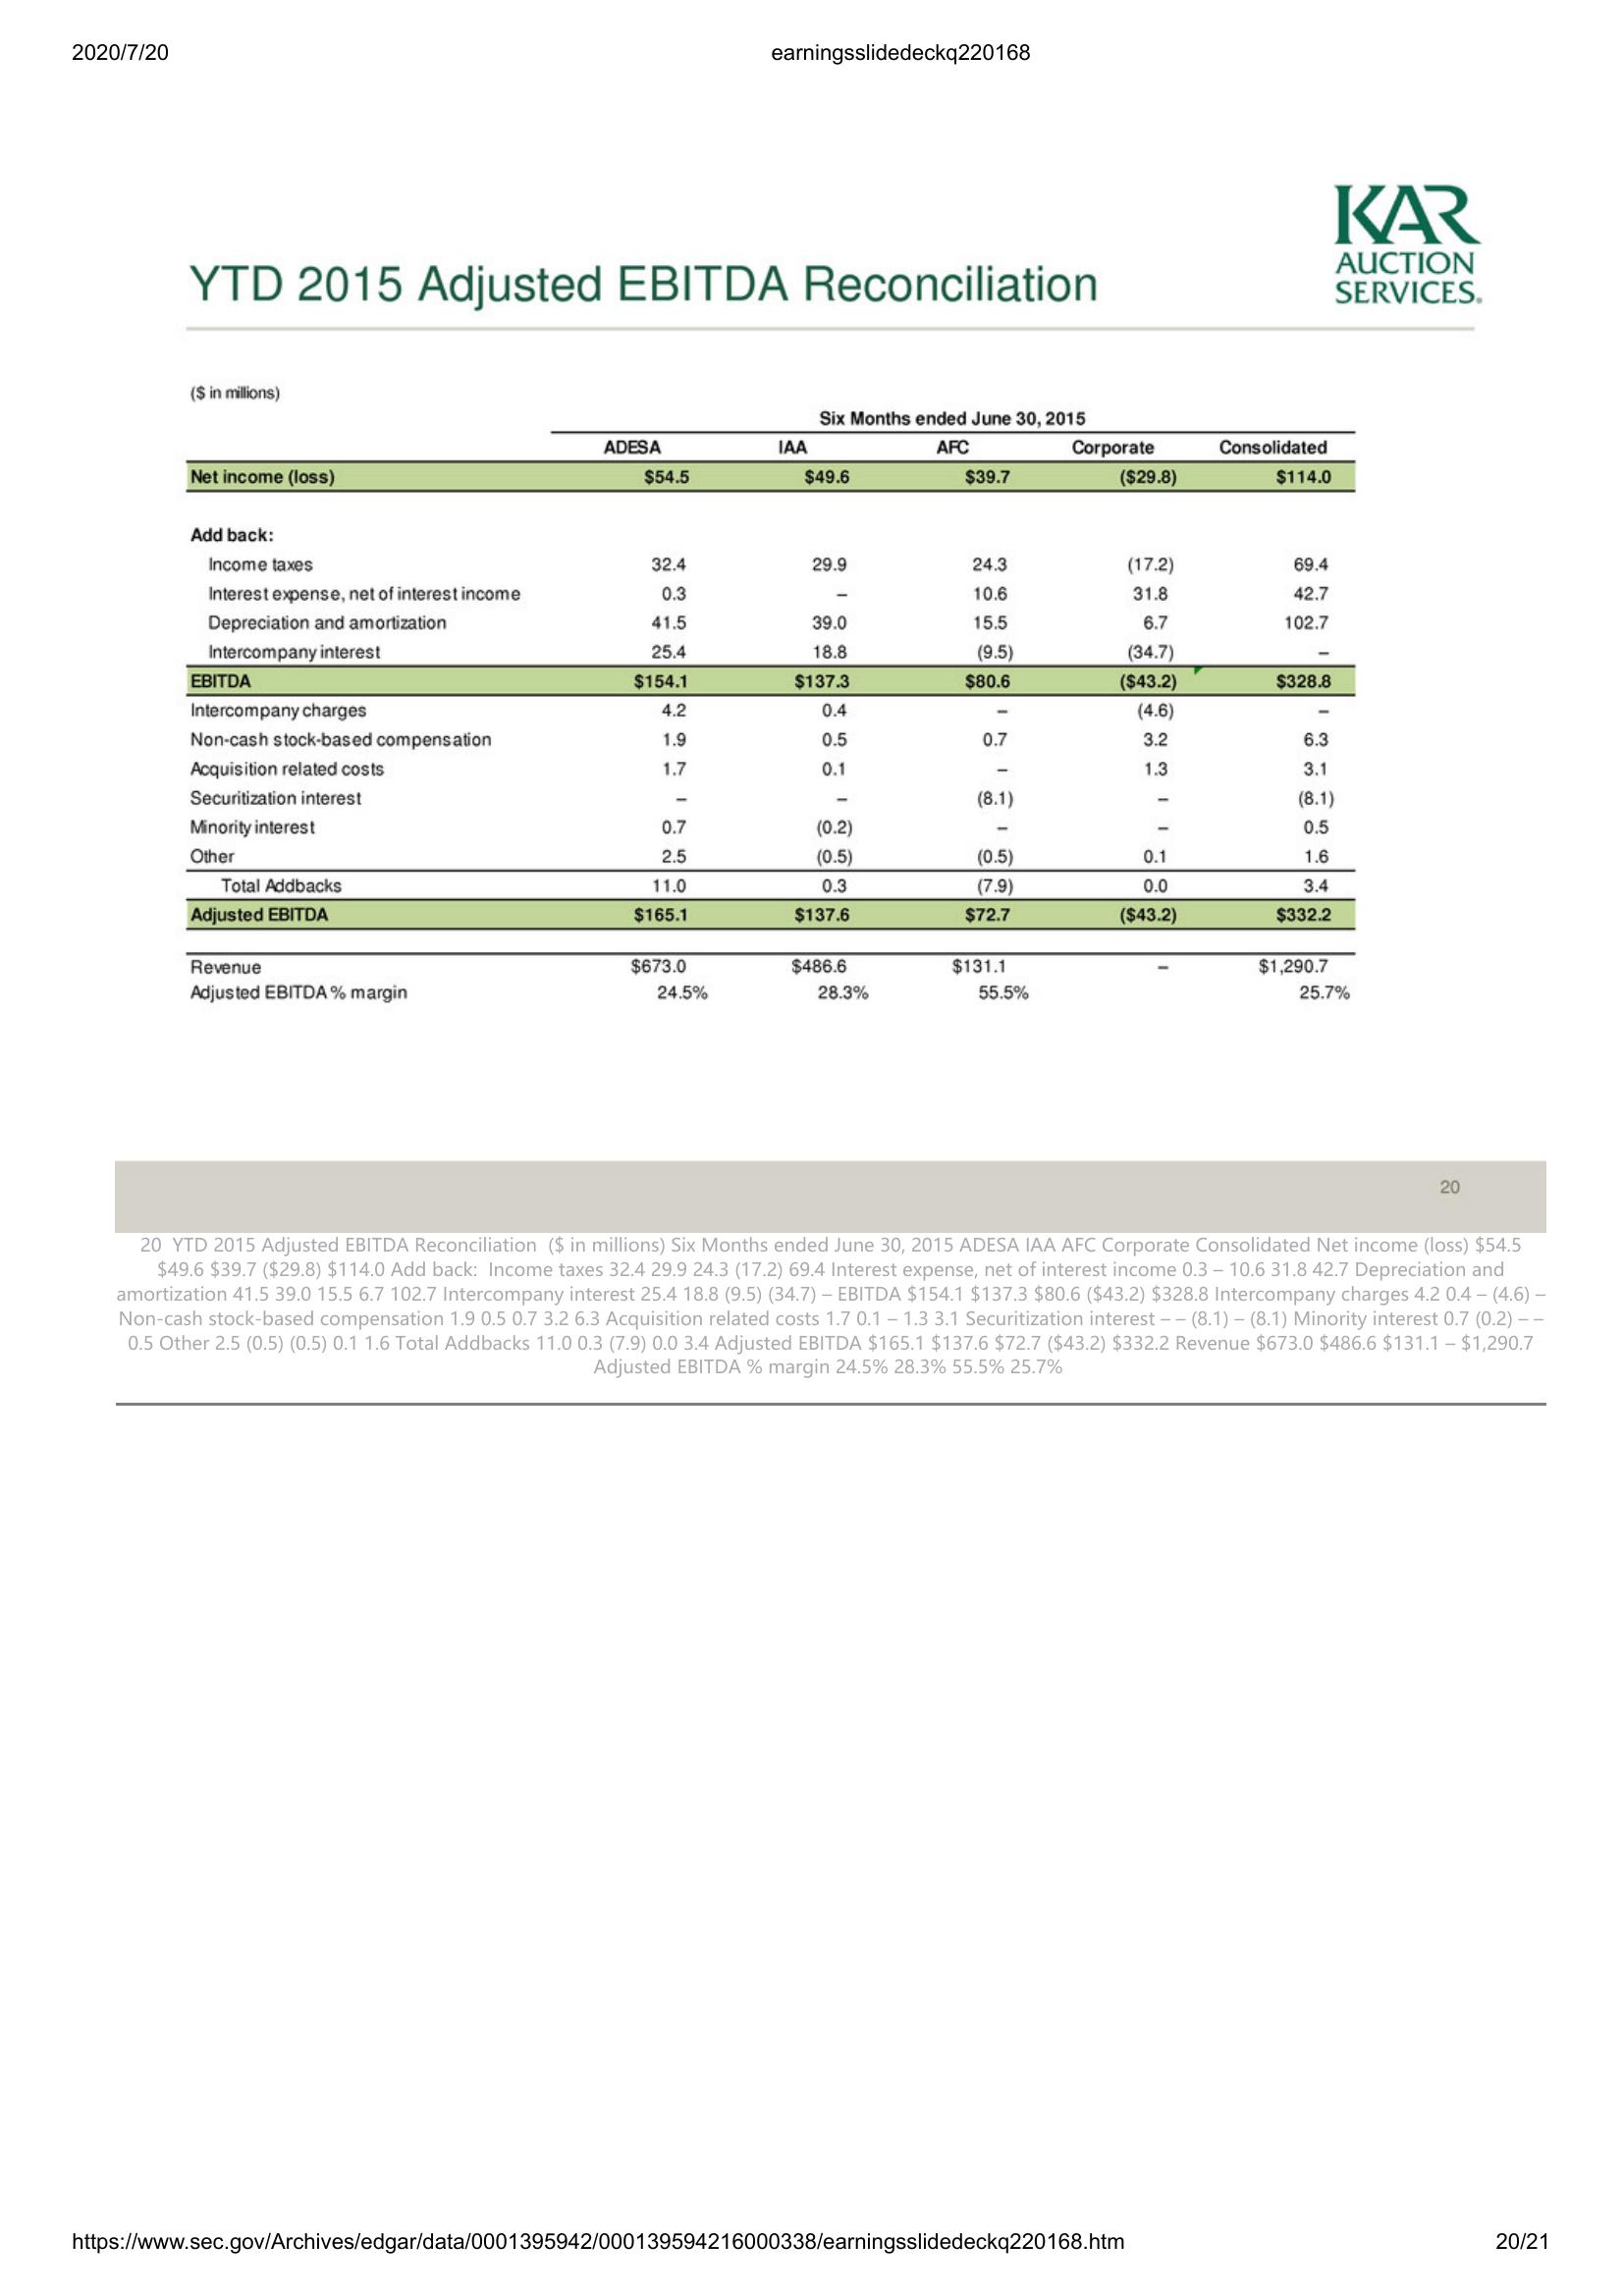 2020/7/20 earningsslidedeckq220168
KAR
AUCTION
SERVICES.
YTD 2015 Adjusted EBITDA Reconciliation
($ in millions)
Six Months ended June 30, 2015
ADESA IAA AFC Corporate Consolidated
Net income (loss) $54.5 $49.6 $39.7 ($29.8) $114.0
Add back:
Income taxes 32.4 29.9 24.3 (17.2) 69.4
Interest expense, net of interest income 0.3 – 10.6 31.8 42.7
Depreciation and amortization 41.5 39.0 15.5 6.7 102.7
Intercompany interest 25.4 18.8 (9.5) (34.7) –
EBITDA $154.1 $137.3 $80.6 ($43.2) $328.8
Intercompany charges 4.2 0.4 – (4.6) –
Non-cash stock-based compensation 1.9 0.5 0.7 3.2 6.3
Acquisition related costs 1.7 0.1 – 1.3 3.1
Securitization interest – – (8.1) – (8.1)
Minority interest 0.7 (0.2) – – 0.5
Other 2.5 (0.5) (0.5) 0.1 1.6
Total Addbacks 11.0 0.3 (7.9) 0.0 3.4
Adjusted EBITDA $165.1 $137.6 $72.7 ($43.2) $332.2
Revenue $673.0 $486.6 $131.1 – $1,290.7
Adjusted EBITDA % margin 24.5% 28.3% 55.5% 25.7%
20
20 YTD 2015 Adjusted EBITDA Reconciliation ($ in millions) Six Months ended June 30, 2015 ADESA IAA AFC Corporate Consolidated Net income (loss) $54.5
$49.6 $39.7 ($29.8) $114.0 Add back: Income taxes 32.4 29.9 24.3 (17.2) 69.4 Interest expense, net of interest income 0.3 – 10.6 31.8 42.7 Depreciation and
amortization 41.5 39.0 15.5 6.7 102.7 Intercompany interest 25.4 18.8 (9.5) (34.7) – EBITDA $154.1 $137.3 $80.6 ($43.2) $328.8 Intercompany charges 4.2 0.4 – (4.6) –
Non-cash stock-based compensation 1.9 0.5 0.7 3.2 6.3 Acquisition related costs 1.7 0.1 – 1.3 3.1 Securitization interest – – (8.1) – (8.1) Minority interest 0.7 (0.2) – –
0.5 Other 2.5 (0.5) (0.5) 0.1 1.6 Total Addbacks 11.0 0.3 (7.9) 0.0 3.4 Adjusted EBITDA $165.1 $137.6 $72.7 ($43.2) $332.2 Revenue $673.0 $486.6 $131.1 – $1,290.7
Adjusted EBITDA % margin 24.5% 28.3% 55.5% 25.7%
https://www.sec.gov/Archives/edgar/data/0001395942/000139594216000338/earningsslidedeckq220168.htm 20/21